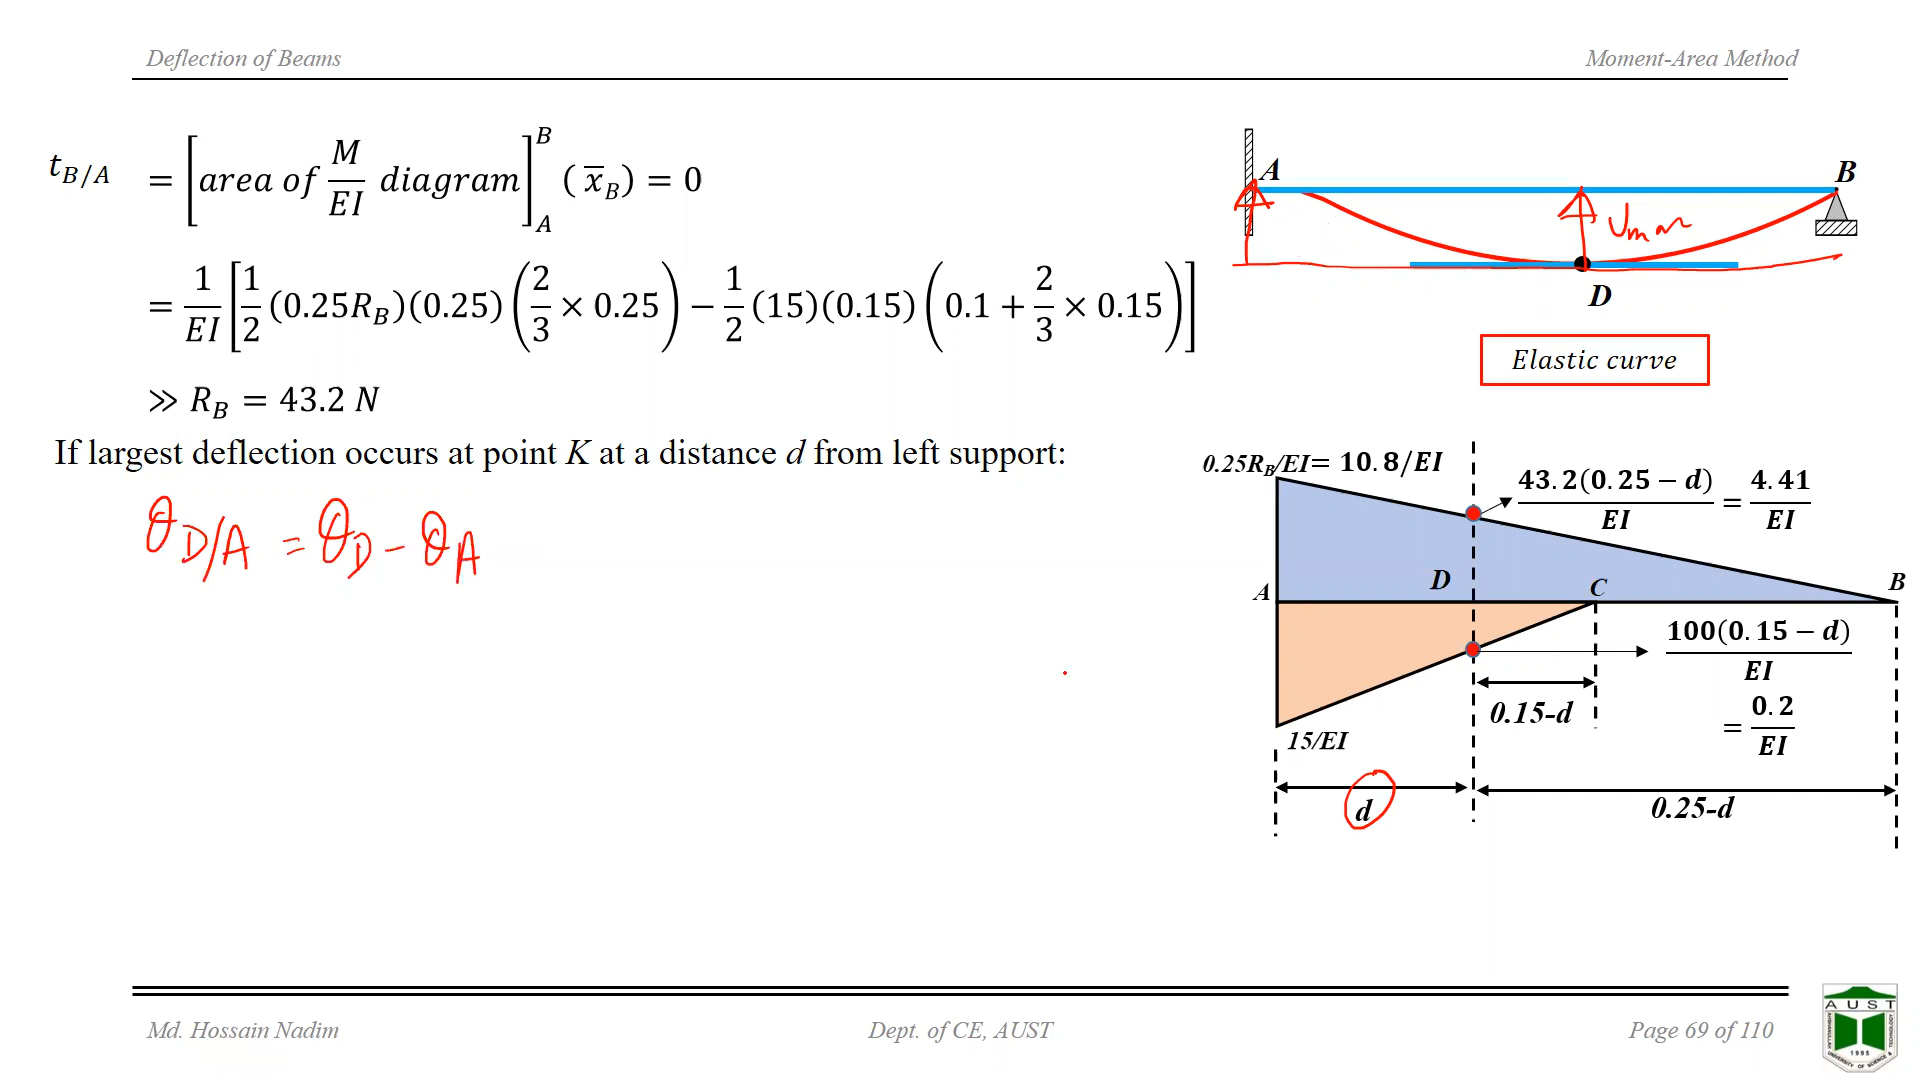 Deflection of Beams
Moment-Area Method
t_{B/A} = [area of M/EI diagram]_A^B ( x̅_B) = 0
= 1/EI [1/2 (0.25R_B)(0.25) (2/3 × 0.25) − 1/2 (15)(0.15) (0.1 + 2/3 × 0.15)]
≫ R_B = 43.2 N
If largest deflection occurs at point K at a distance d from left support:
θ_{D/A} = θ_D − θ_A
A
B
D
Elastic curve
0.25R_B/EI= 10.8/EI
43.2(0.25 − d)/EI = 4.41/EI
A
D
C
B
100(0.15 − d)/EI
= 0.2/EI
0.15-d
15/EI
d
0.25-d
Md. Hossain Nadim
Dept. of CE, AUST
Page 69 of 110
AUST
1995